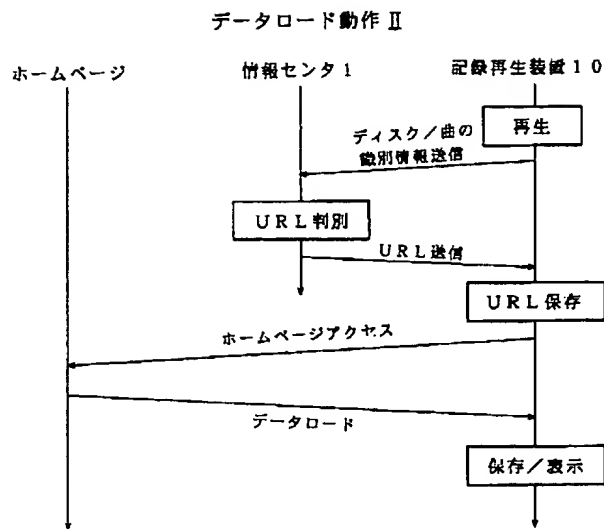 データロード動作Ⅱ
ホームページ
情報センタ1
記録再生装置10
再生
ディスク／曲の
識別情報送信
URL判別
URL送信
URL保存
ホームページアクセス
データロード
保存／表示